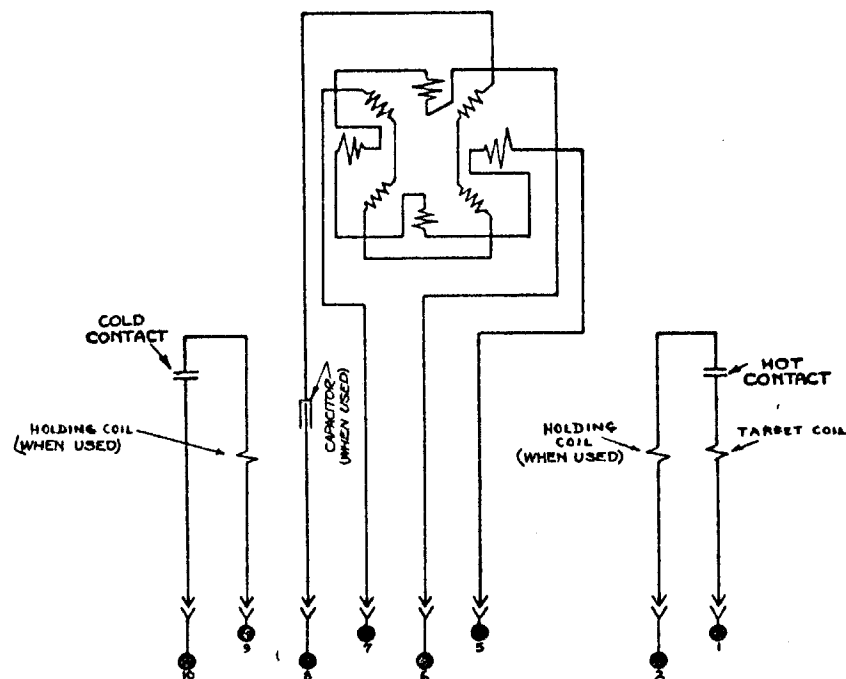 COLD
CONTACT
HOLDING COIL
(WHEN USED)
CAPACITOR
(WHEN USED)
HOLDING
COIL
(WHEN USED)
HOT
CONTACT
TARGET COIL
10
9
8
7
6
5
2
1